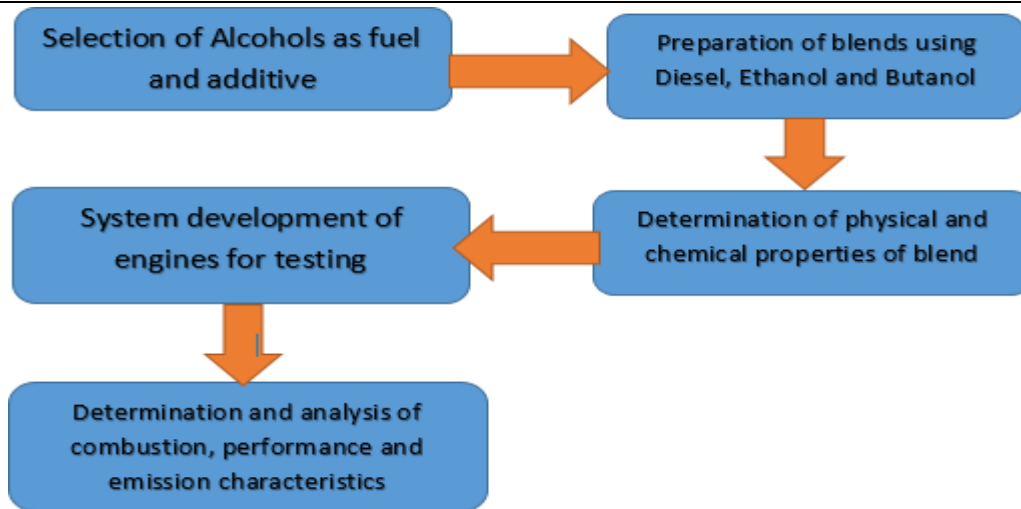 Selection of Alcohols as fuel
and additive
Preparation of blends using
Diesel, Ethanol and Butanol
Determination of physical and
chemical properties of blend
System development of
engines for testing
Determination and analysis of
combustion, performance and
emission characteristics